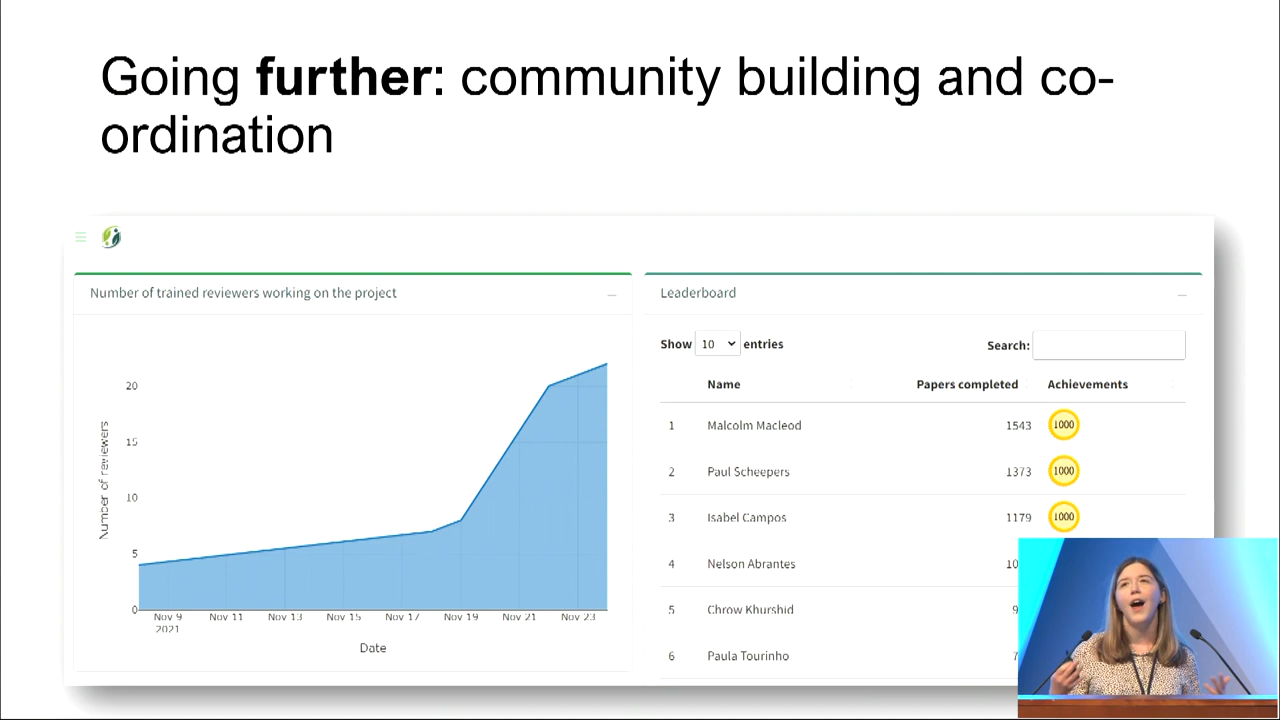 Going further: community building and co-
ordination
Number of trained reviewers working on the project
Number of reviewers
20
15
10
5
0
Nov 9
2021
Nov 11
Nov 13
Nov 15
Nov 17
Nov 19
Nov 21
Nov 23
Date
Leaderboard
Show 10 entries
Search:
Name Papers completed Achievements
1 Malcolm Macleod 1543 1000
2 Paul Scheepers 1373 1000
3 Isabel Campos 1179 1000
4 Nelson Abrantes
5 Chrow Khurshid
6 Paula Tourinho